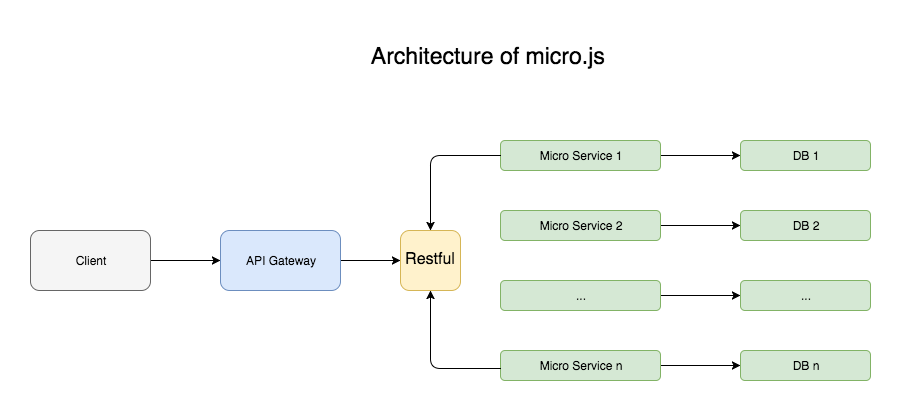 Architecture of micro.js
Micro Service 1
DB 1
Micro Service 2
DB 2
Client
API Gateway
Restful
...
...
Micro Service n
DB n